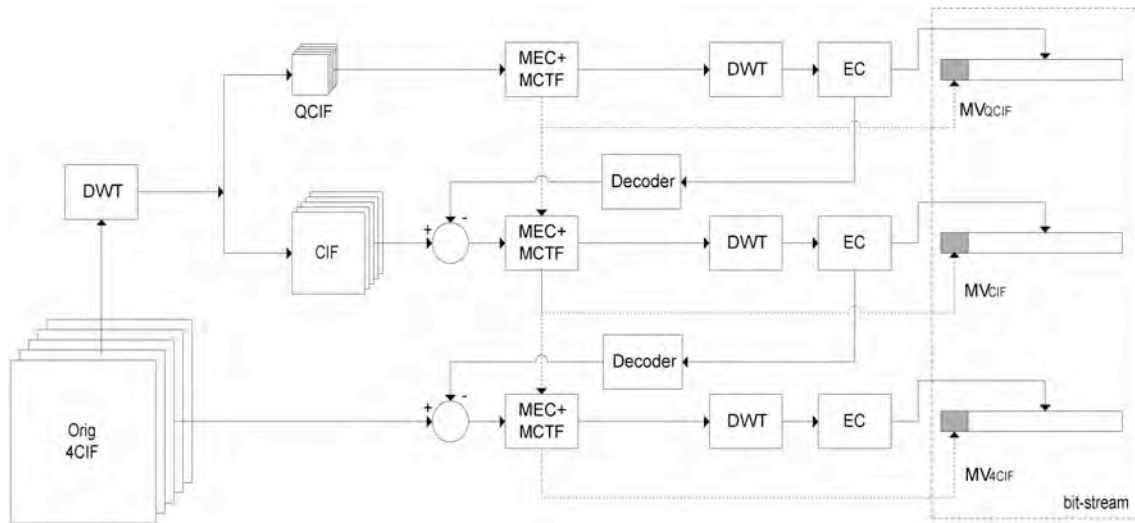 QCIF
MEC+
MCTF
DWT
EC
MVQCIF
DWT
Decoder
CIF
+
-
MEC+
MCTF
DWT
EC
MVCIF
Decoder
Orig
4CIF
+
-
MEC+
MCTF
DWT
EC
MV4CIF
bit-stream